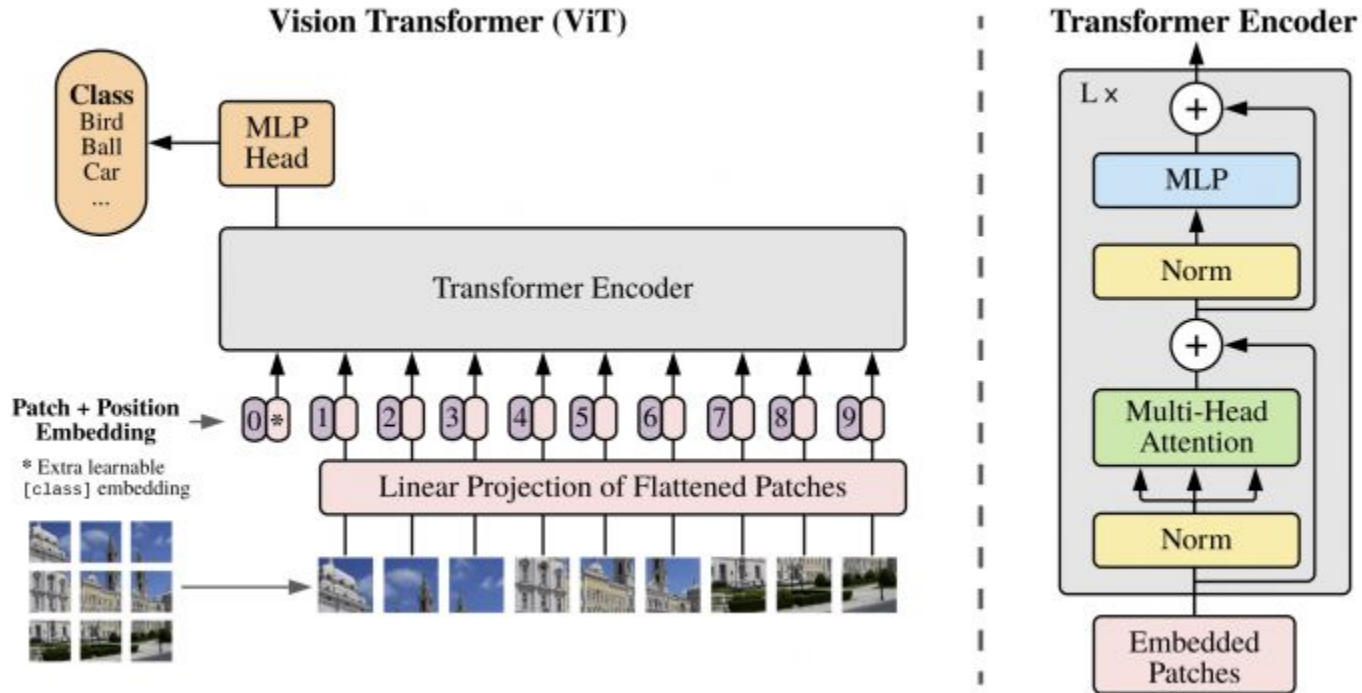 Vision Transformer (ViT)
Class
Bird
Ball
Car
...
MLP
Head
Transformer Encoder
Patch + Position
Embedding
0 * 1 2 3 4 5 6 7 8 9
* Extra learnable
[class] embedding
Linear Projection of Flattened Patches
Transformer Encoder
L ×
+
MLP
Norm
+
Multi-Head
Attention
Norm
Embedded
Patches